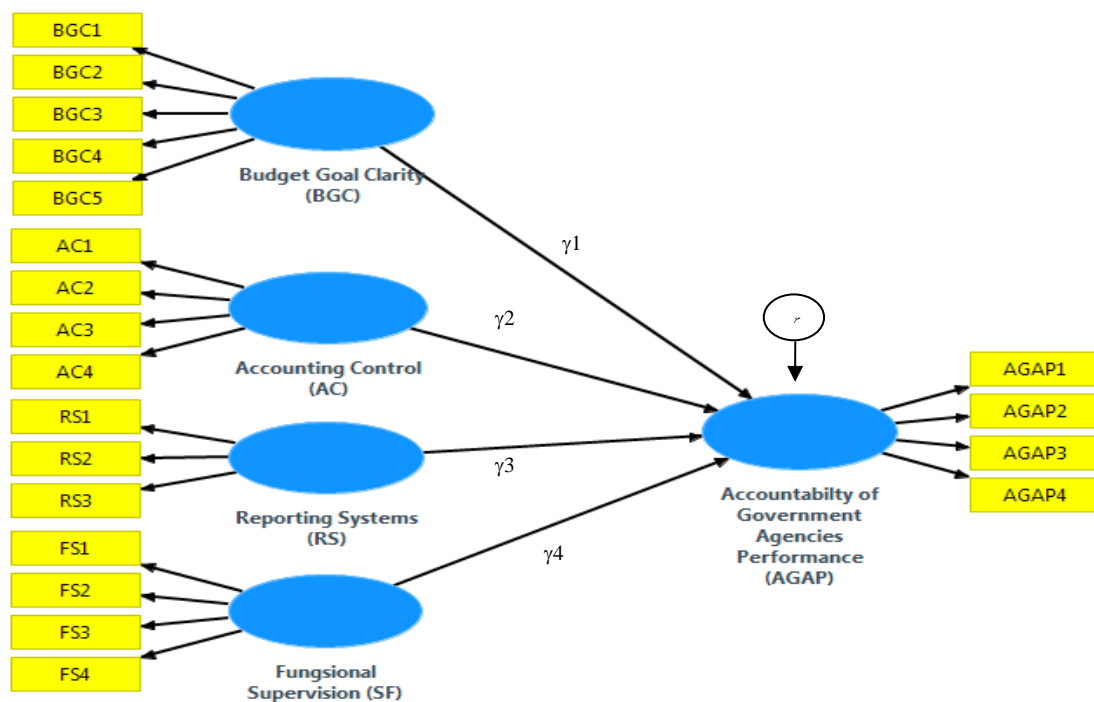 BGC1
BGC2
BGC3
BGC4
BGC5
Budget Goal Clarity
(BGC)
γ1
AC1
AC2
AC3
AC4
Accounting Control
(AC)
γ2
RS1
RS2
RS3
Reporting Systems
(RS)
γ3
FS1
FS2
FS3
FS4
Fungsional
Supervision (SF)
γ4
Accountabilty of
Government
Agencies
Performance
(AGAP)
AGAP1
AGAP2
AGAP3
AGAP4